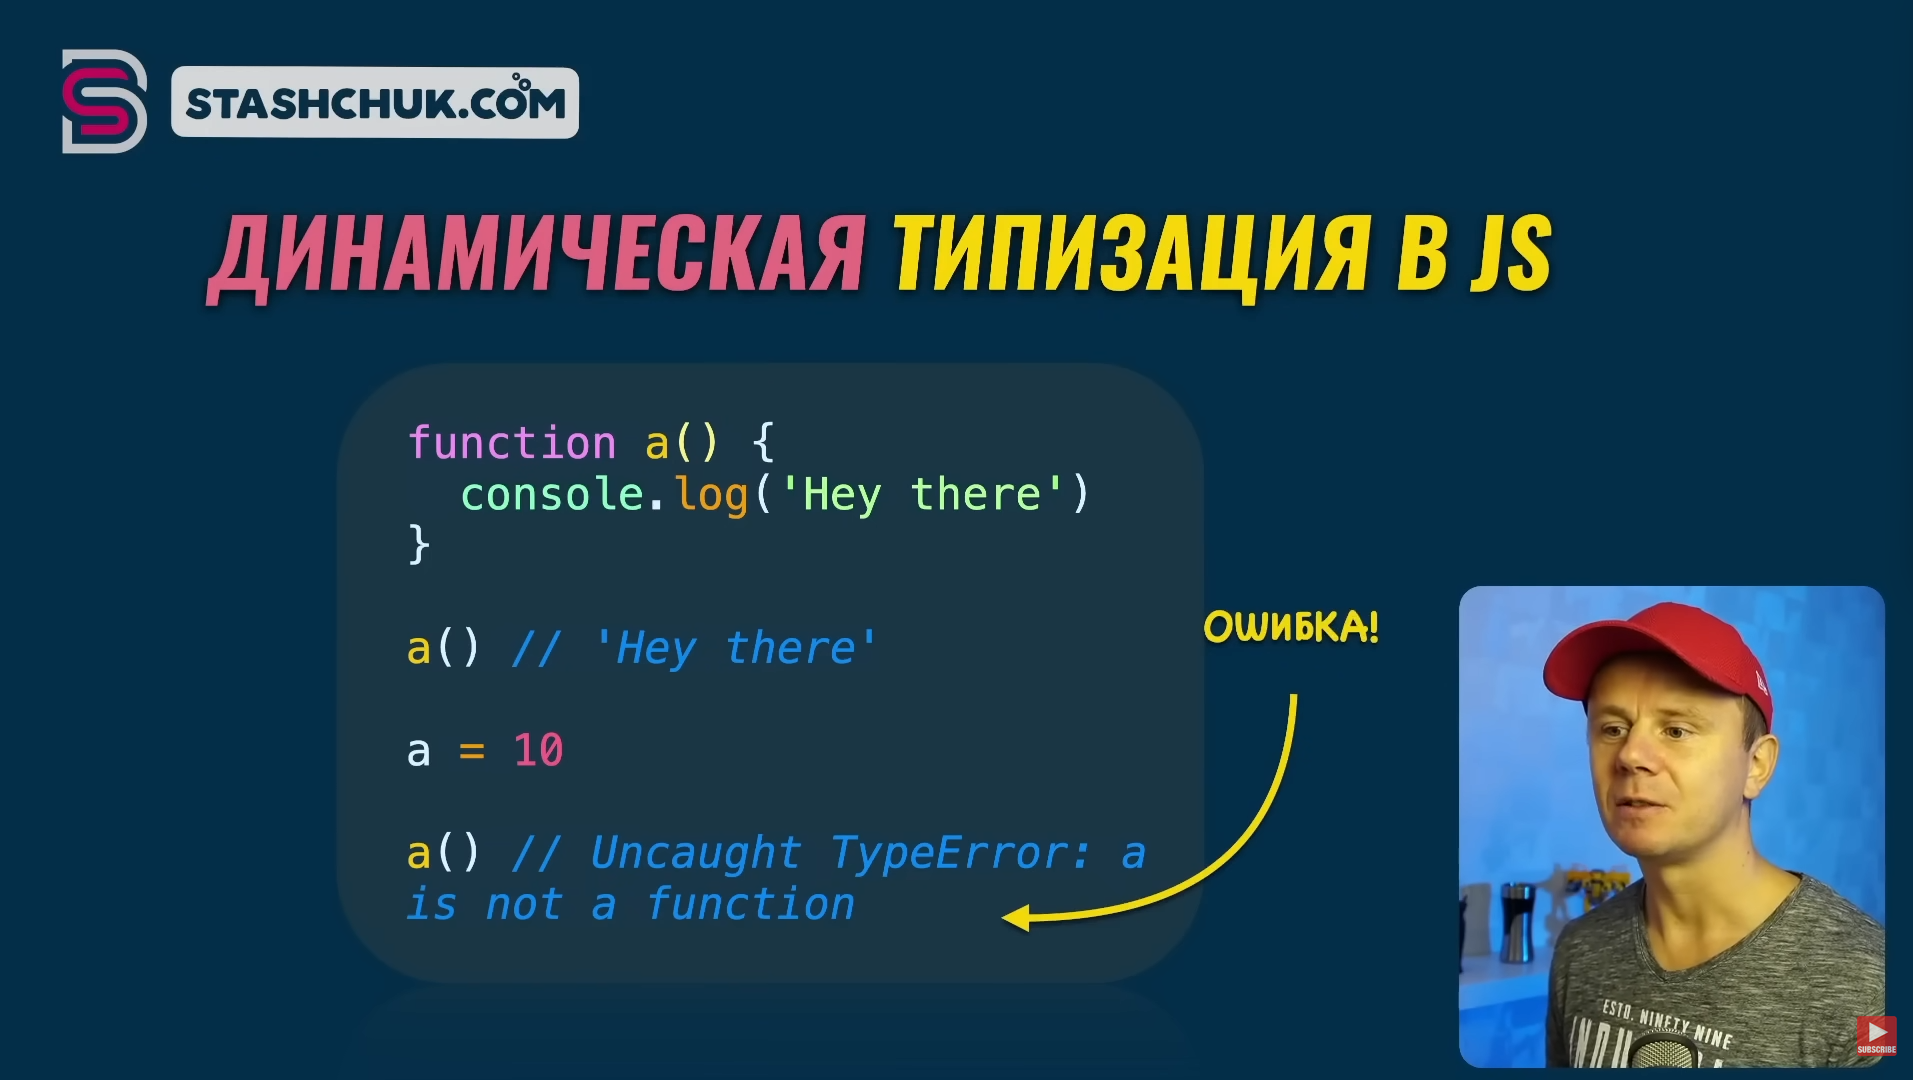 STASHCHUK.COM
ДИНАМИЧЕСКАЯ ТИПИЗАЦИЯ В JS
function a() {
  console.log('Hey there')
}
a() // 'Hey there'
a = 10
a() // Uncaught TypeError: a
is not a function
ОШИБКА!
ESTD. NINETY NINE
SUBSCRIBE